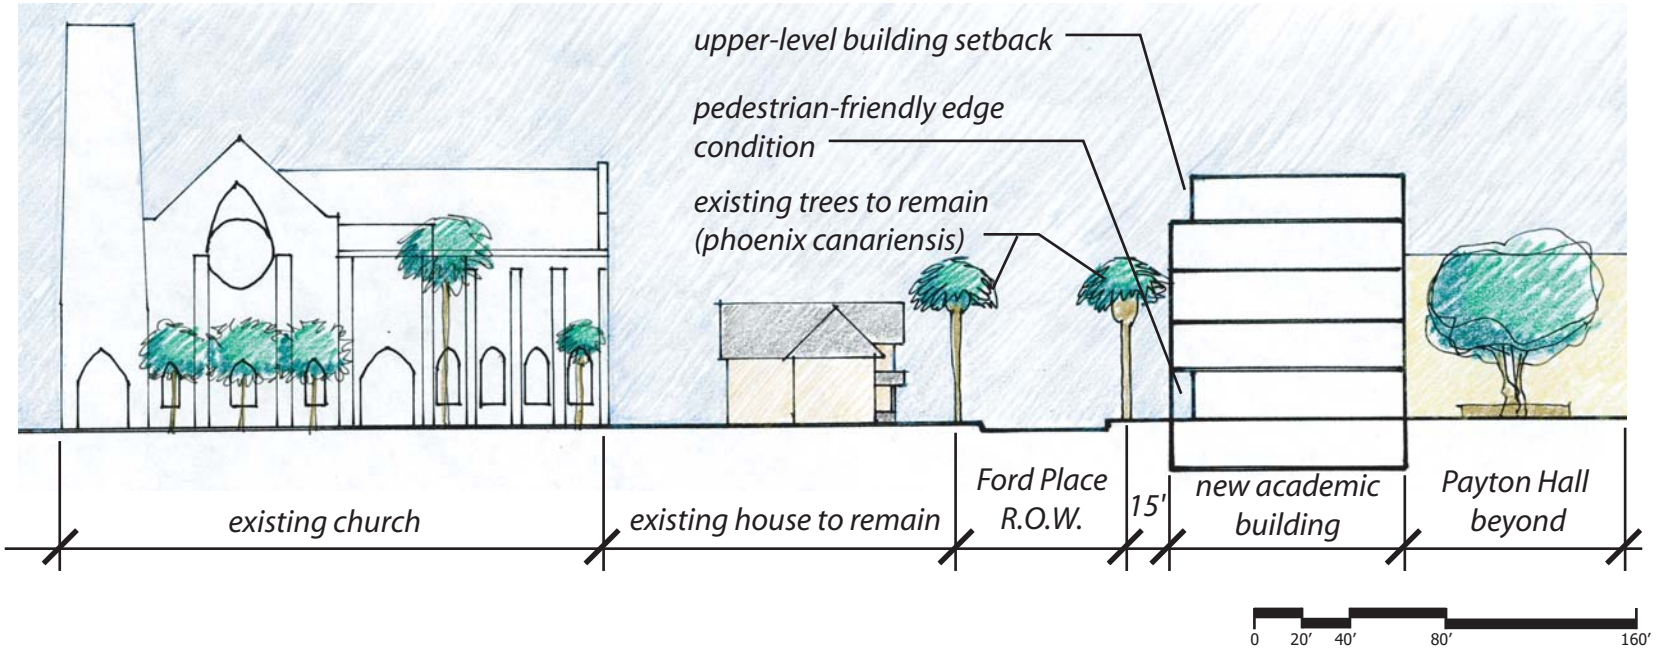 upper-level building setback
pedestrian-friendly edge
condition
existing trees to remain
(phoenix canariensis)
existing church
existing house to remain
Ford Place
R.O.W.
15'
new academic
building
Payton Hall
beyond
0 20' 40' 80' 160'